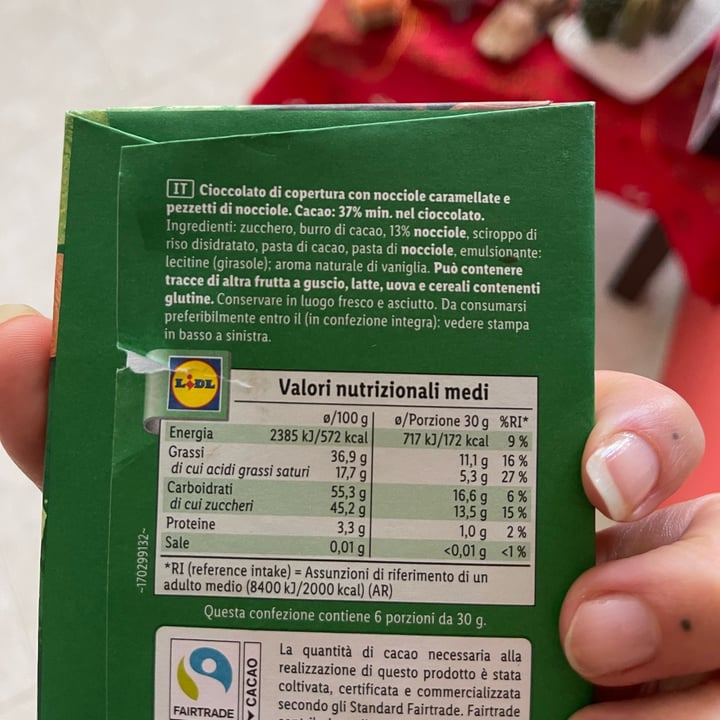 IT Cioccolato di copertura con nocciole caramellate e
pezzetti di nocciole. Cacao: 37% min. nel cioccolato.
Ingredienti: zucchero, burro di cacao, 13% nocciole, sciroppo di
riso disidratato, pasta di cacao, pasta di nocciole, emulsionante:
lecitine (girasole); aroma naturale di vaniglia. Può contenere
tracce di altra frutta a guscio, latte, uova e cereali contenenti
glutine. Conservare in luogo fresco e asciutto. Da consumarsi
preferibilmente entro il (in confezione integra): vedere stampa
in basso a sinistra.
LIDL
Valori nutrizionali medi
ø/100 g ø/Porzione 30 g %RI*
Energia 2385 kJ/572 kcal 717 kJ/172 kcal 9 %
Grassi 36,9 g 11,1 g 16 %
di cui acidi grassi saturi 17,7 g 5,3 g 27 %
Carboidrati 55,3 g 16,6 g 6 %
di cui zuccheri 45,2 g 13,5 g 15 %
Proteine 3,3 g 1,0 g 2 %
Sale 0,01 g <0,01 g <1 %
*RI (reference intake) = Assunzioni di riferimento di un
adulto medio (8400 kJ/2000 kcal) (AR)
~170299132~
Questa confezione contiene 6 porzioni da 30 g.
FAIRTRADE
CACAO
La quantità di cacao necessaria alla
realizzazione di questo prodotto è stata
coltivata, certificata e commercializzata
secondo gli Standard Fairtrade. Fairtrade